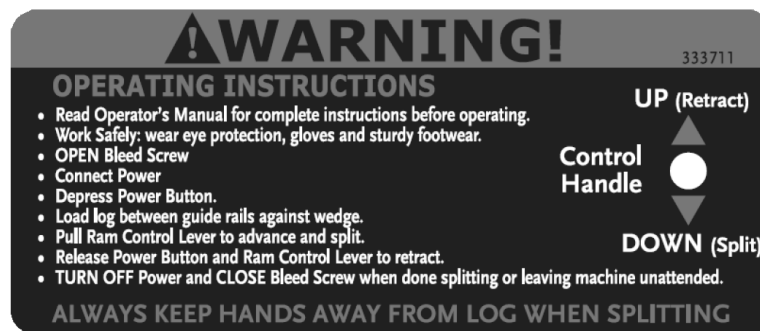 WARNING!
333711
OPERATING INSTRUCTIONS
• Read Operator's Manual for complete instructions before operating.
• Work Safely: wear eye protection, gloves and sturdy footwear.
• OPEN Bleed Screw
• Connect Power
• Depress Power Button.
• Load log between guide rails against wedge.
• Pull Ram Control Lever to advance and split.
• Release Power Button and Ram Control Lever to retract.
• TURN OFF Power and CLOSE Bleed Screw when done splitting or leaving machine unattended.
UP (Retract)
Control
Handle
DOWN (Split)
ALWAYS KEEP HANDS AWAY FROM LOG WHEN SPLITTING